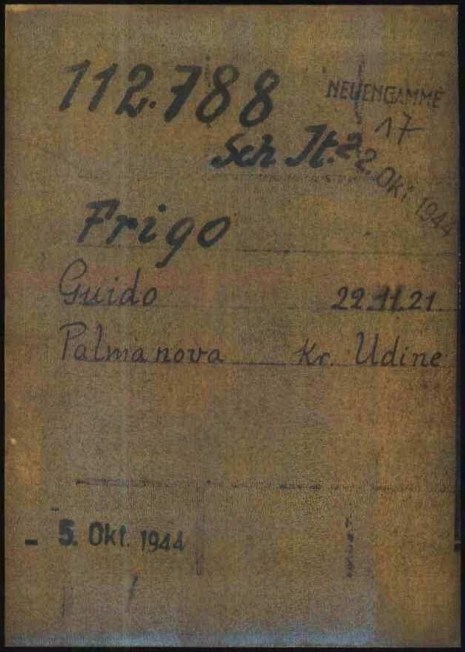 112.788
NEUENGAMME
17
Sch It.
22. Okt. 1944
Frigo
Guido 29.11.21
Palmanova Kr. Udine
- 5. Okt. 1944